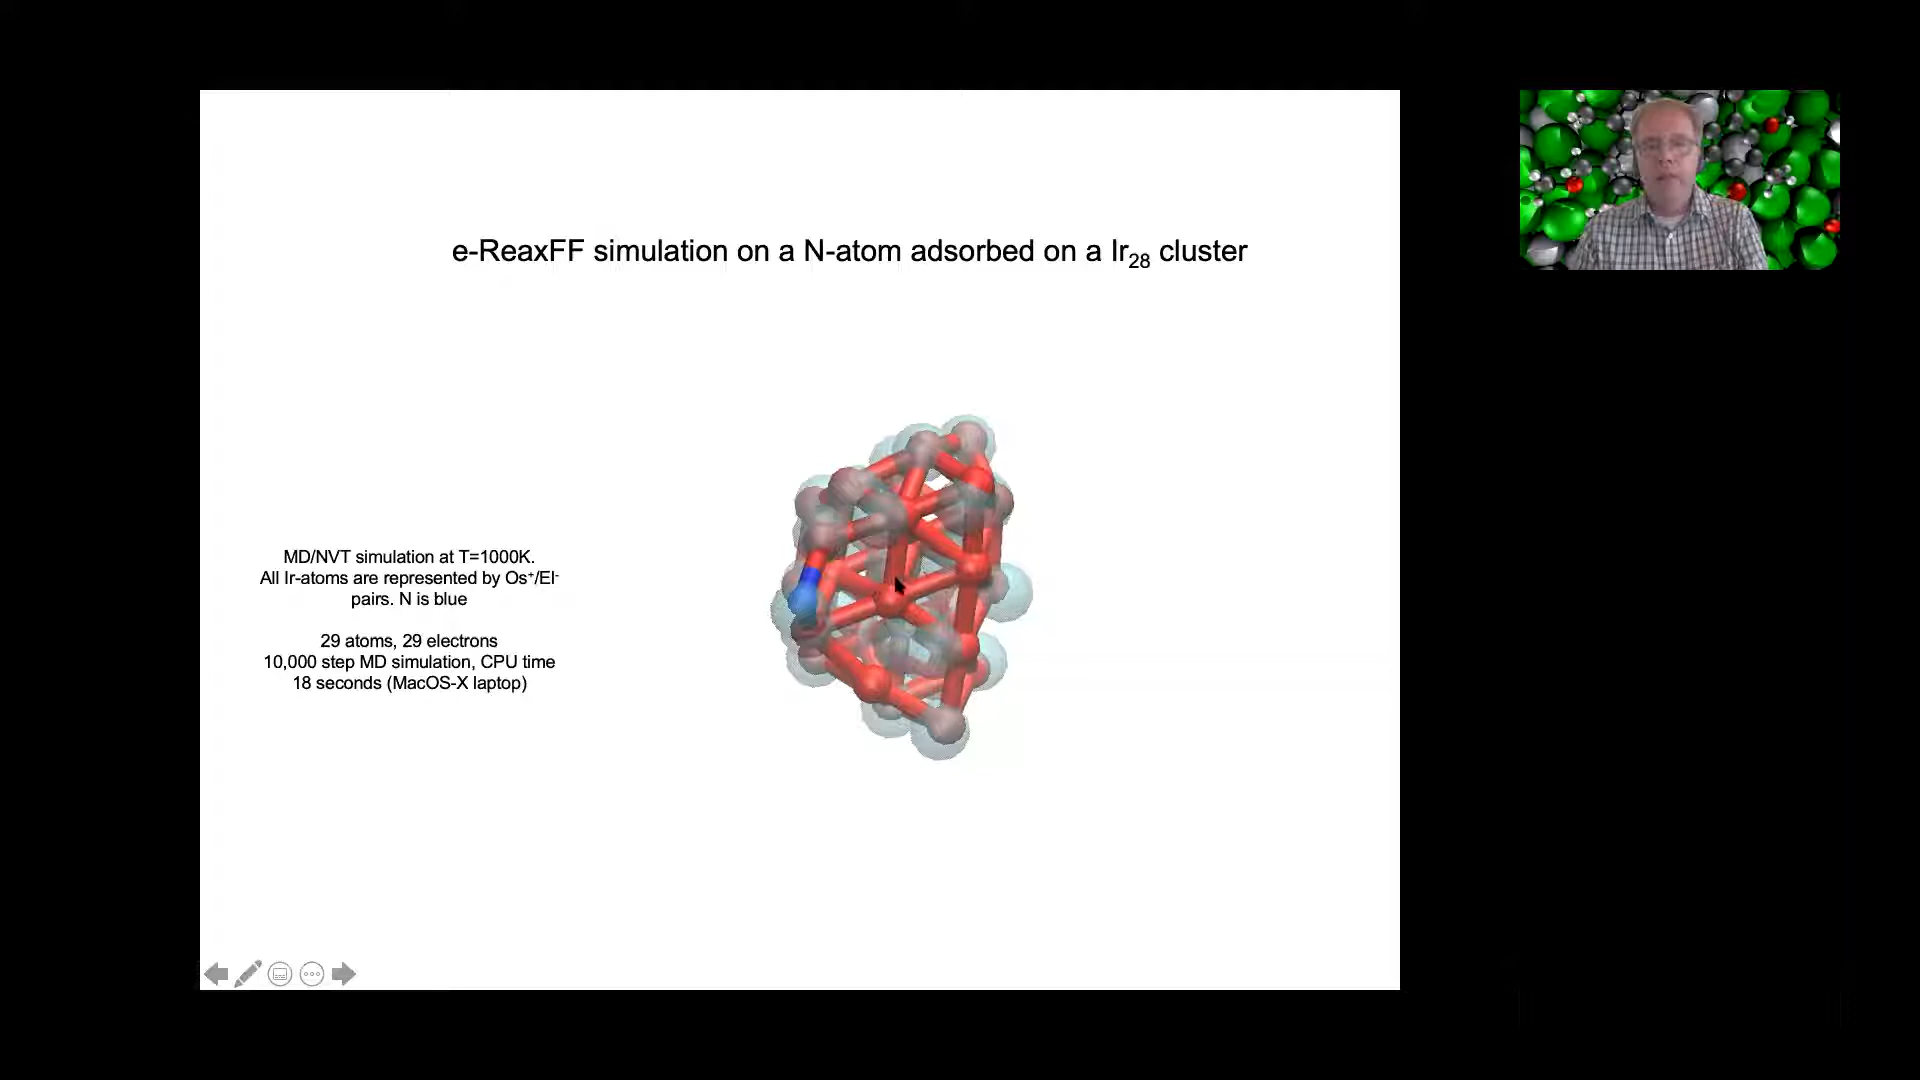 e-ReaxFF simulation on a N-atom adsorbed on a Ir₂₈ cluster
MD/NVT simulation at T=1000K.
All Ir-atoms are represented by Os⁺/El⁻
pairs. N is blue
29 atoms, 29 electrons
10,000 step MD simulation, CPU time
18 seconds (MacOS-X laptop)